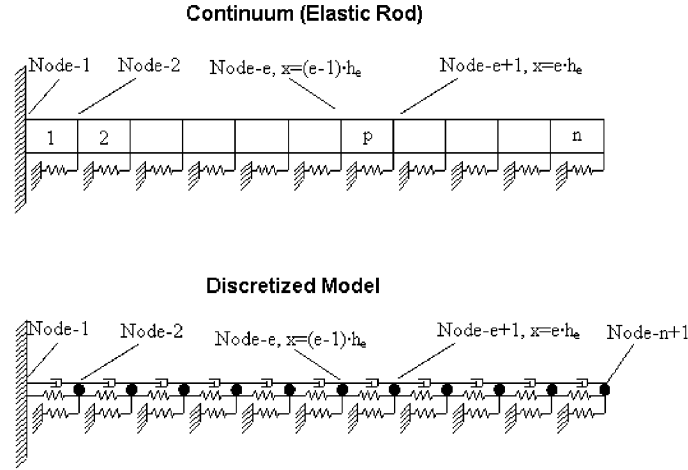 Continuum (Elastic Rod)
Node-1 Node-2 Node-e, x=(e-1)·hₑ Node-e+1, x=e·hₑ
1 2 p n
Discretized Model
Node-1 Node-2 Node-e, x=(e-1)·hₑ Node-e+1, x=e·hₑ Node-n+1